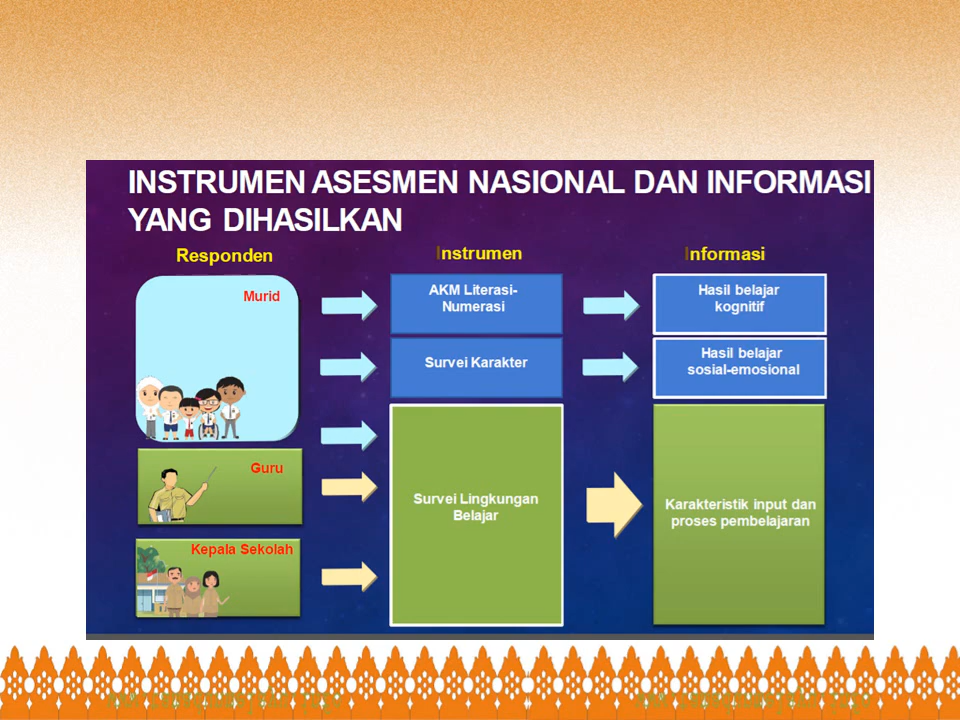 INSTRUMEN ASESMEN NASIONAL DAN INFORMASI
YANG DIHASILKAN
Responden
Instrumen
Informasi
Murid
AKM Literasi-
Numerasi
Hasil belajar
kognitif
Survei Karakter
Hasil belajar
sosial-emosional
Guru
Survei Lingkungan
Belajar
Karakteristik input dan
proses pembelajaran
Kepala Sekolah